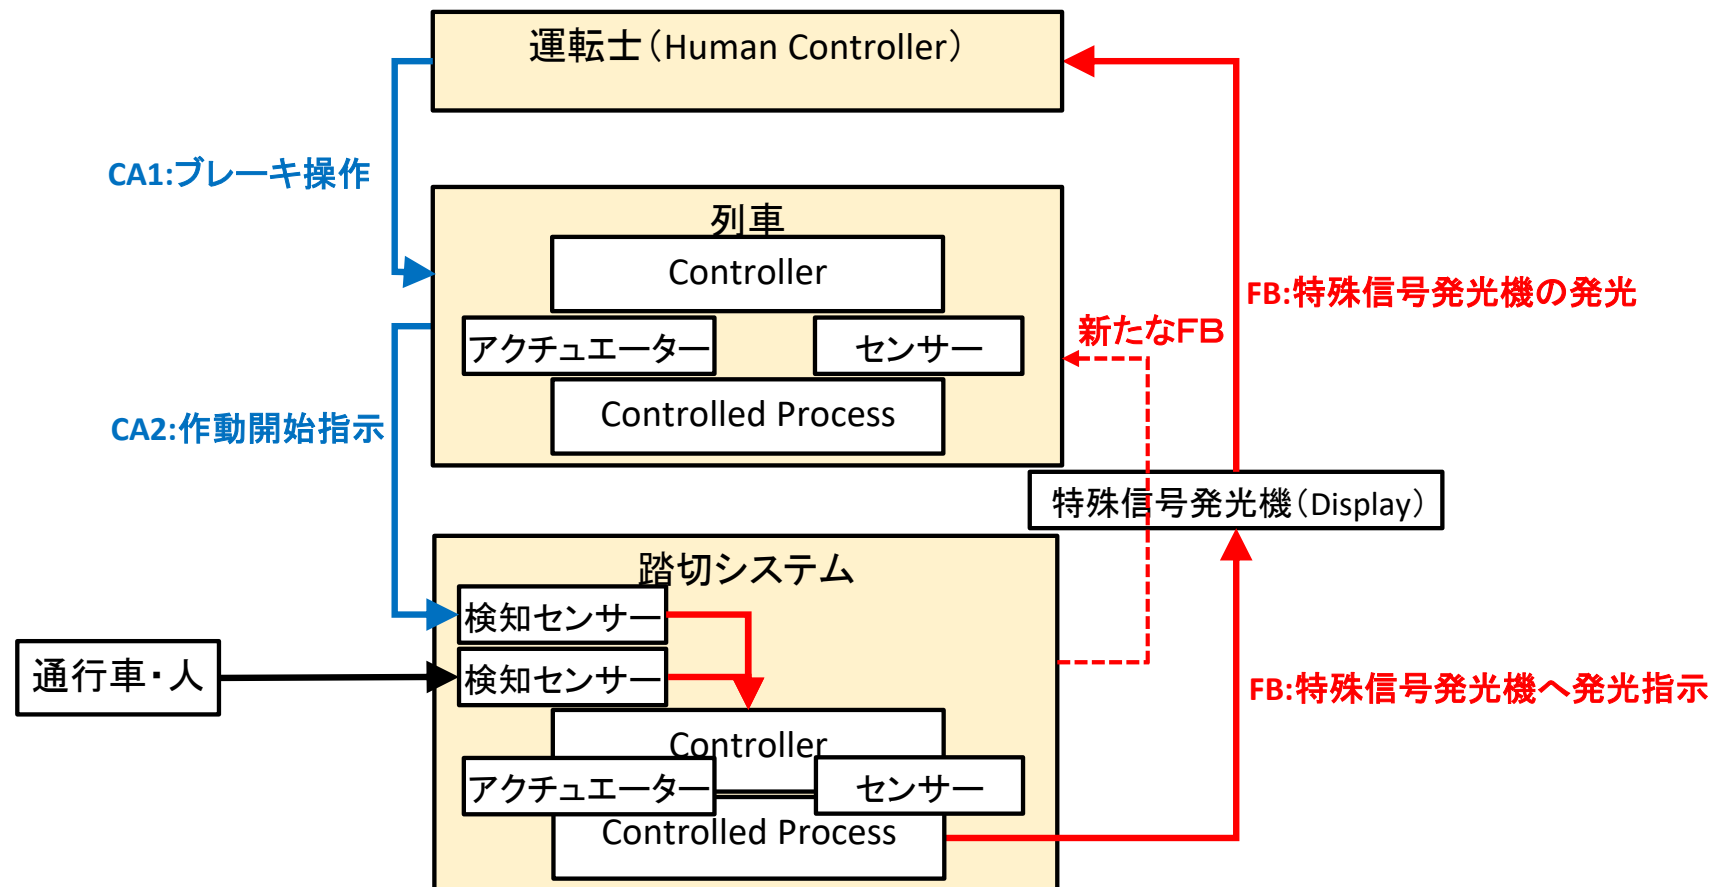 運転士（Human Controller）
CA1:ブレーキ操作
列車
Controller
アクチュエーター
センサー
Controlled Process
FB:特殊信号発光機の発光
新たなFB
CA2:作動開始指示
特殊信号発光機（Display）
踏切システム
検知センサー
検知センサー
通行車・人
FB:特殊信号発光機へ発光指示
Controller
アクチュエーター
センサー
Controlled Process